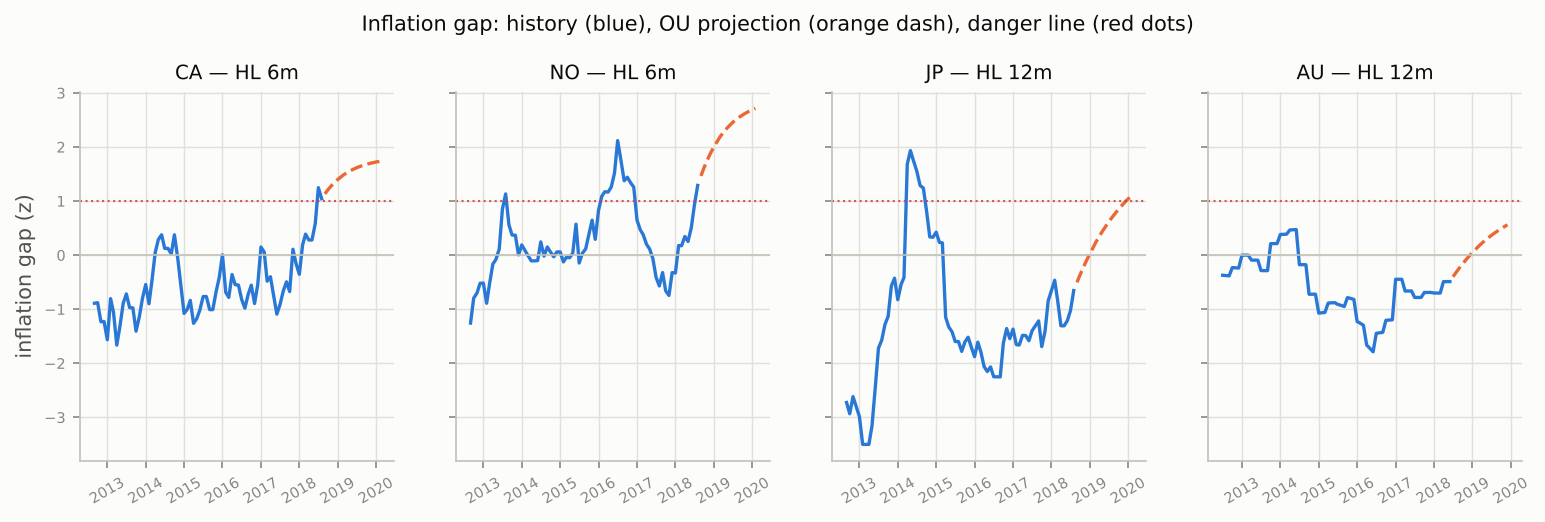 Inflation gap: history (blue), OU projection (orange dash), danger line (red dots)
CA — HL 6m
NO — HL 6m
JP — HL 12m
AU — HL 12m
inflation gap (z)
3
2
1
0
−1
−2
−3
2013 2014 2015 2016 2017 2018 2019 2020
2013 2014 2015 2016 2017 2018 2019 2020
2013 2014 2015 2016 2017 2018 2019 2020
2013 2014 2015 2016 2017 2018 2019 2020